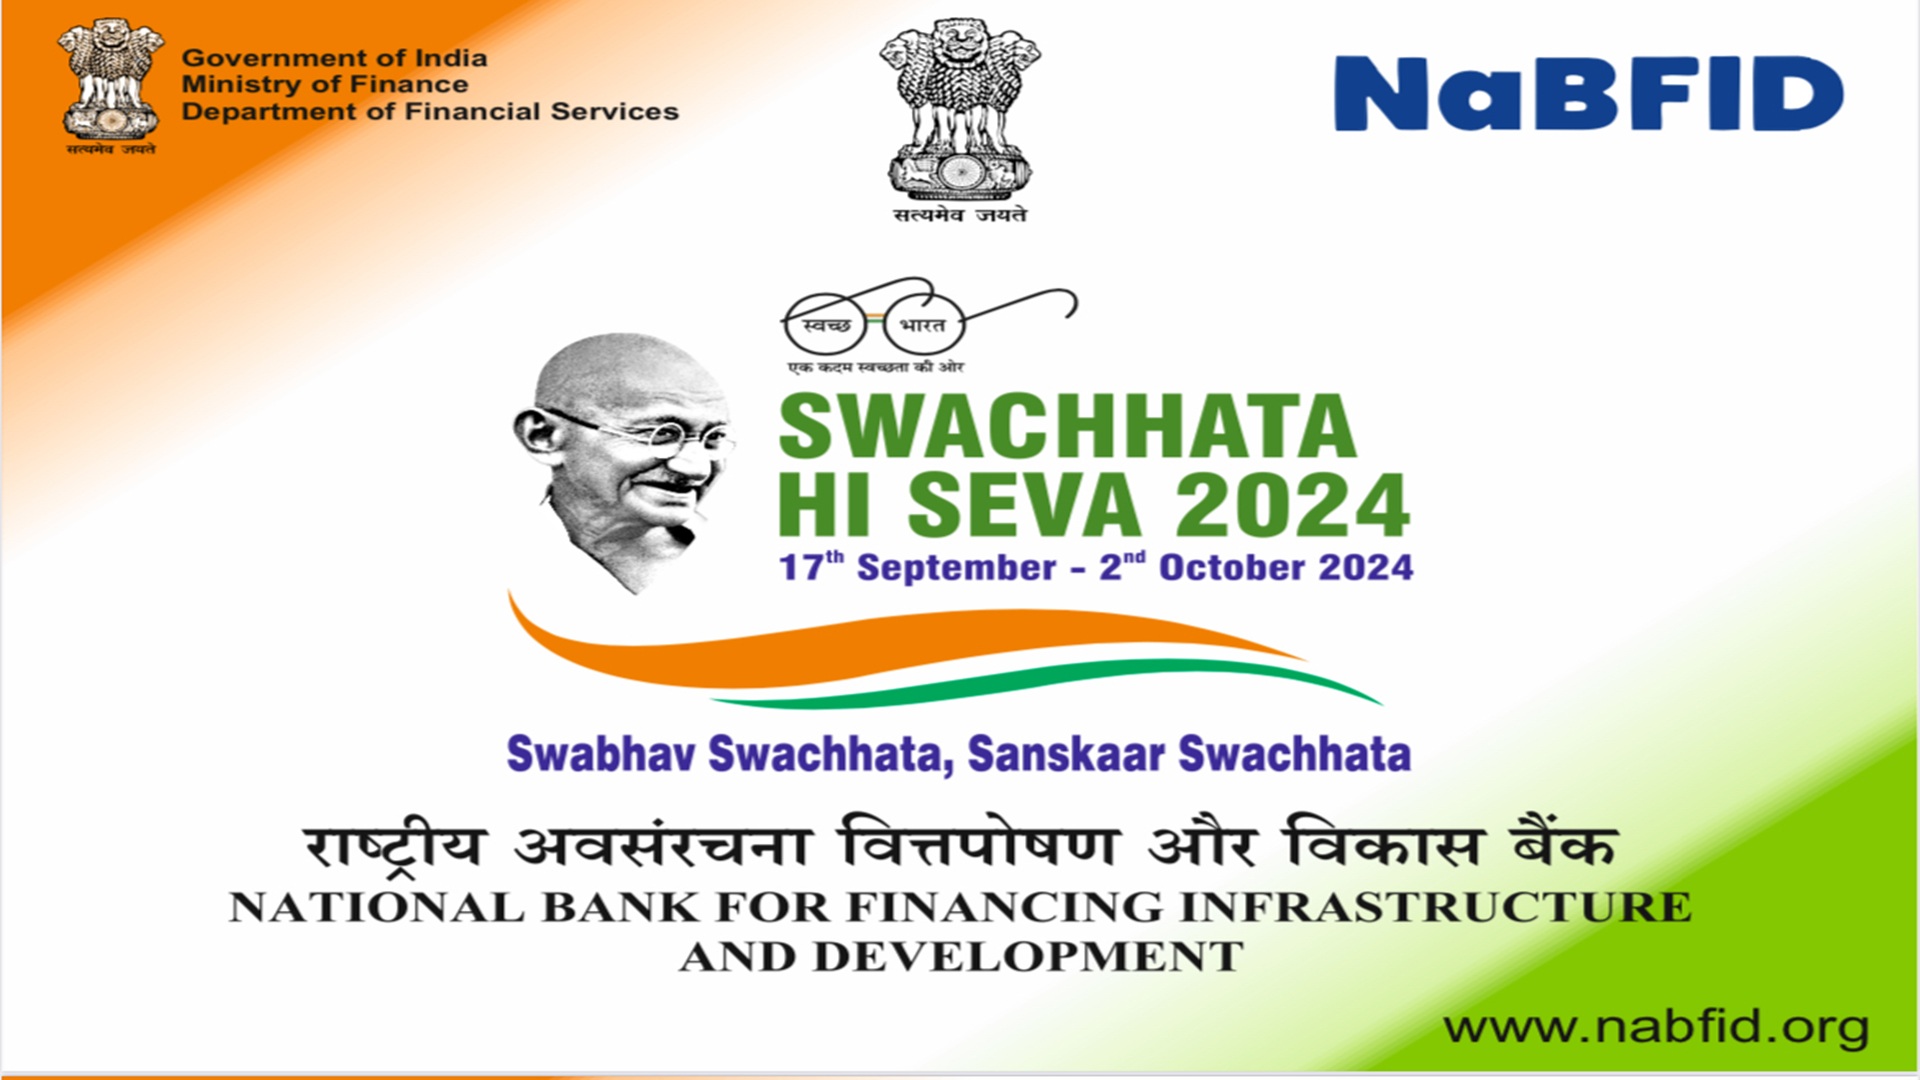 Government of India
Ministry of Finance
Department of Financial Services
सत्यमेव जयते
सत्यमेव जयते
NaBFID
स्वच्छ भारत
एक कदम स्वच्छता की ओर
SWACHHATA
HI SEVA 2024
17th September - 2nd October 2024
Swabhav Swachhata, Sanskaar Swachhata
राष्ट्रीय अवसंरचना वित्तपोषण और विकास बैंक
NATIONAL BANK FOR FINANCING INFRASTRUCTURE
AND DEVELOPMENT
www.nabfid.org